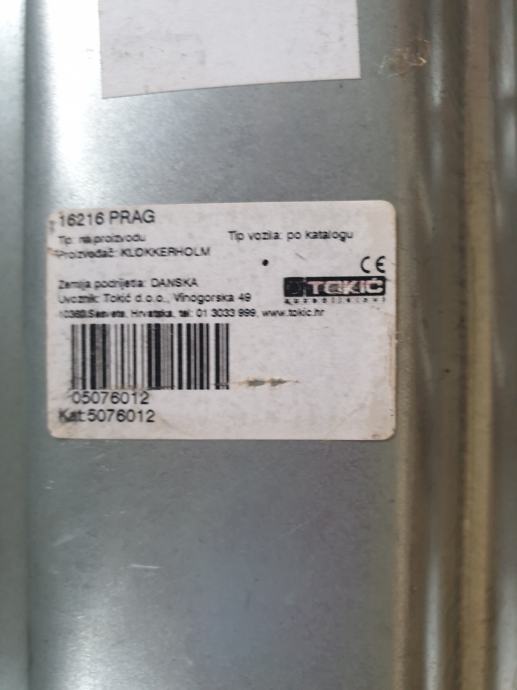 16216 PRAG
Tip: na proizvodu Tip vozila: po katalogu
Proizvođač: KLOKKERHOLM
CE
Zemlja podrijetla: DANSKA
TOKIĆ
Uvoznik: Tokić d.o.o., Vinogorska 49
10360 Sesvete, Hrvatska, tel: 01 3033 999, www.tokic.hr
05076012
Kat:5076012